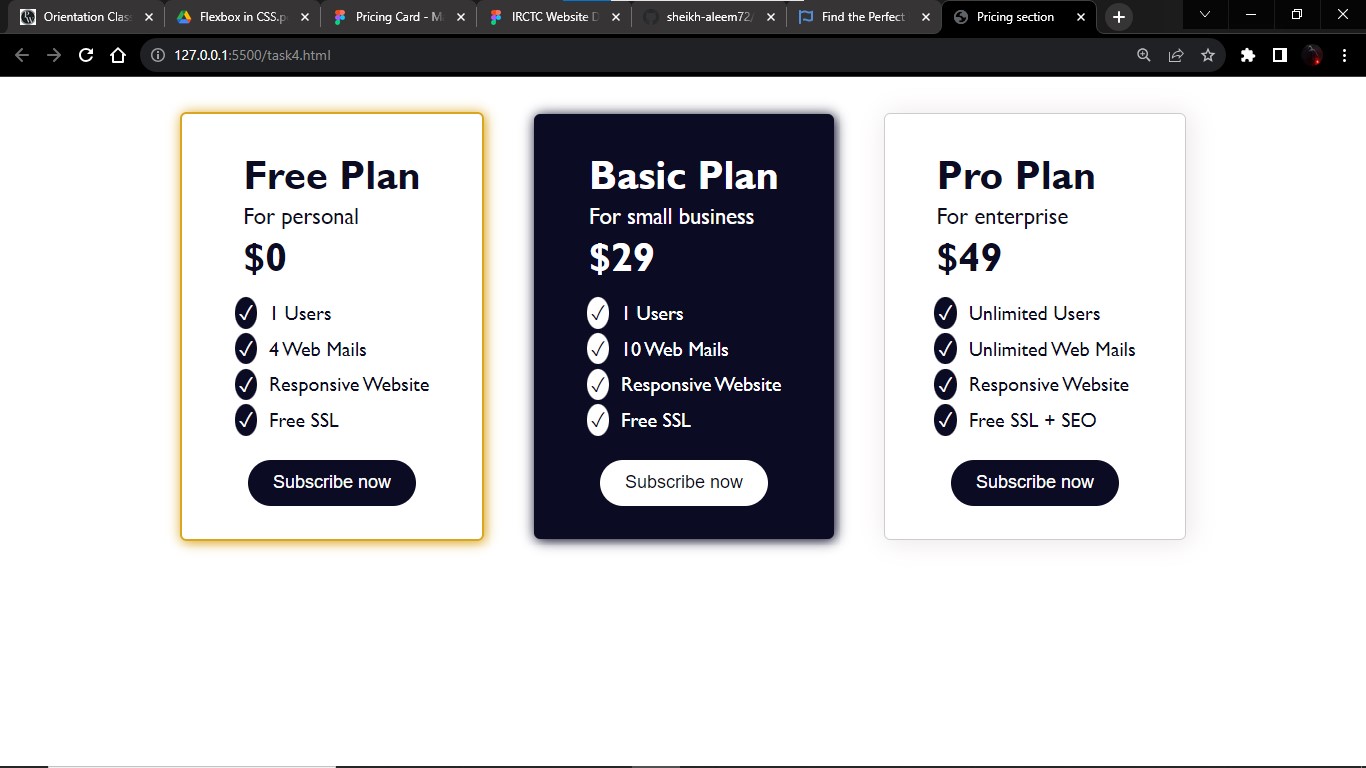 Orientation Clas
Flexbox in CSS.p
Pricing Card - M
IRCTC Website D
sheikh-aleem72/
Find the Perfect
Pricing section
127.0.0.1:5500/task4.html
Free Plan
For personal
$0
✓ 1 Users
✓ 4 Web Mails
✓ Responsive Website
✓ Free SSL
Subscribe now
Basic Plan
For small business
$29
✓ 1 Users
✓ 10 Web Mails
✓ Responsive Website
✓ Free SSL
Subscribe now
Pro Plan
For enterprise
$49
✓ Unlimited Users
✓ Unlimited Web Mails
✓ Responsive Website
✓ Free SSL + SEO
Subscribe now